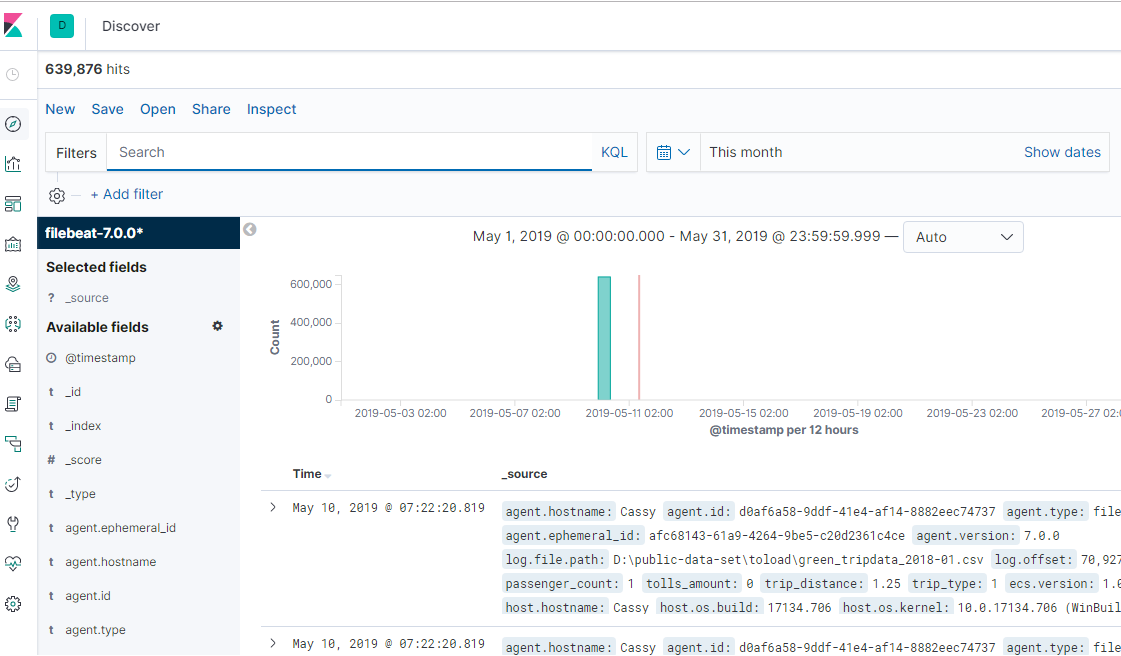 D Discover
639,876 hits
New Save Open Share Inspect
Filters Search KQL This month Show dates
+ Add filter
filebeat-7.0.0*
Selected fields
? _source
Available fields
@timestamp
t _id
t _index
# _score
t _type
t agent.ephemeral_id
t agent.hostname
t agent.id
t agent.type
May 1, 2019 @ 00:00:00.000 - May 31, 2019 @ 23:59:59.999 — Auto
Count
600,000
400,000
200,000
0
2019-05-03 02:00 2019-05-07 02:00 2019-05-11 02:00 2019-05-15 02:00 2019-05-19 02:00 2019-05-23 02:00 2019-05-27 02:0
@timestamp per 12 hours
Time _source
May 10, 2019 @ 07:22:20.819 agent.hostname: Cassy agent.id: d0af6a58-9ddf-41e4-af14-8882eec74737 agent.type: file
agent.ephemeral_id: afc68143-61a9-4264-9be5-c20d2361c4ce agent.version: 7.0.0
log.file.path: D:\public-data-set\toload\green_tripdata_2018-01.csv log.offset: 70,927
passenger_count: 1 tolls_amount: 0 trip_distance: 1.25 trip_type: 1 ecs.version: 1.0
host.hostname: Cassy host.os.build: 17134.706 host.os.kernel: 10.0.17134.706 (WinBuil
May 10, 2019 @ 07:22:20.819 agent.hostname: Cassy agent.id: d0af6a58-9ddf-41e4-af14-8882eec74737 agent.type: file